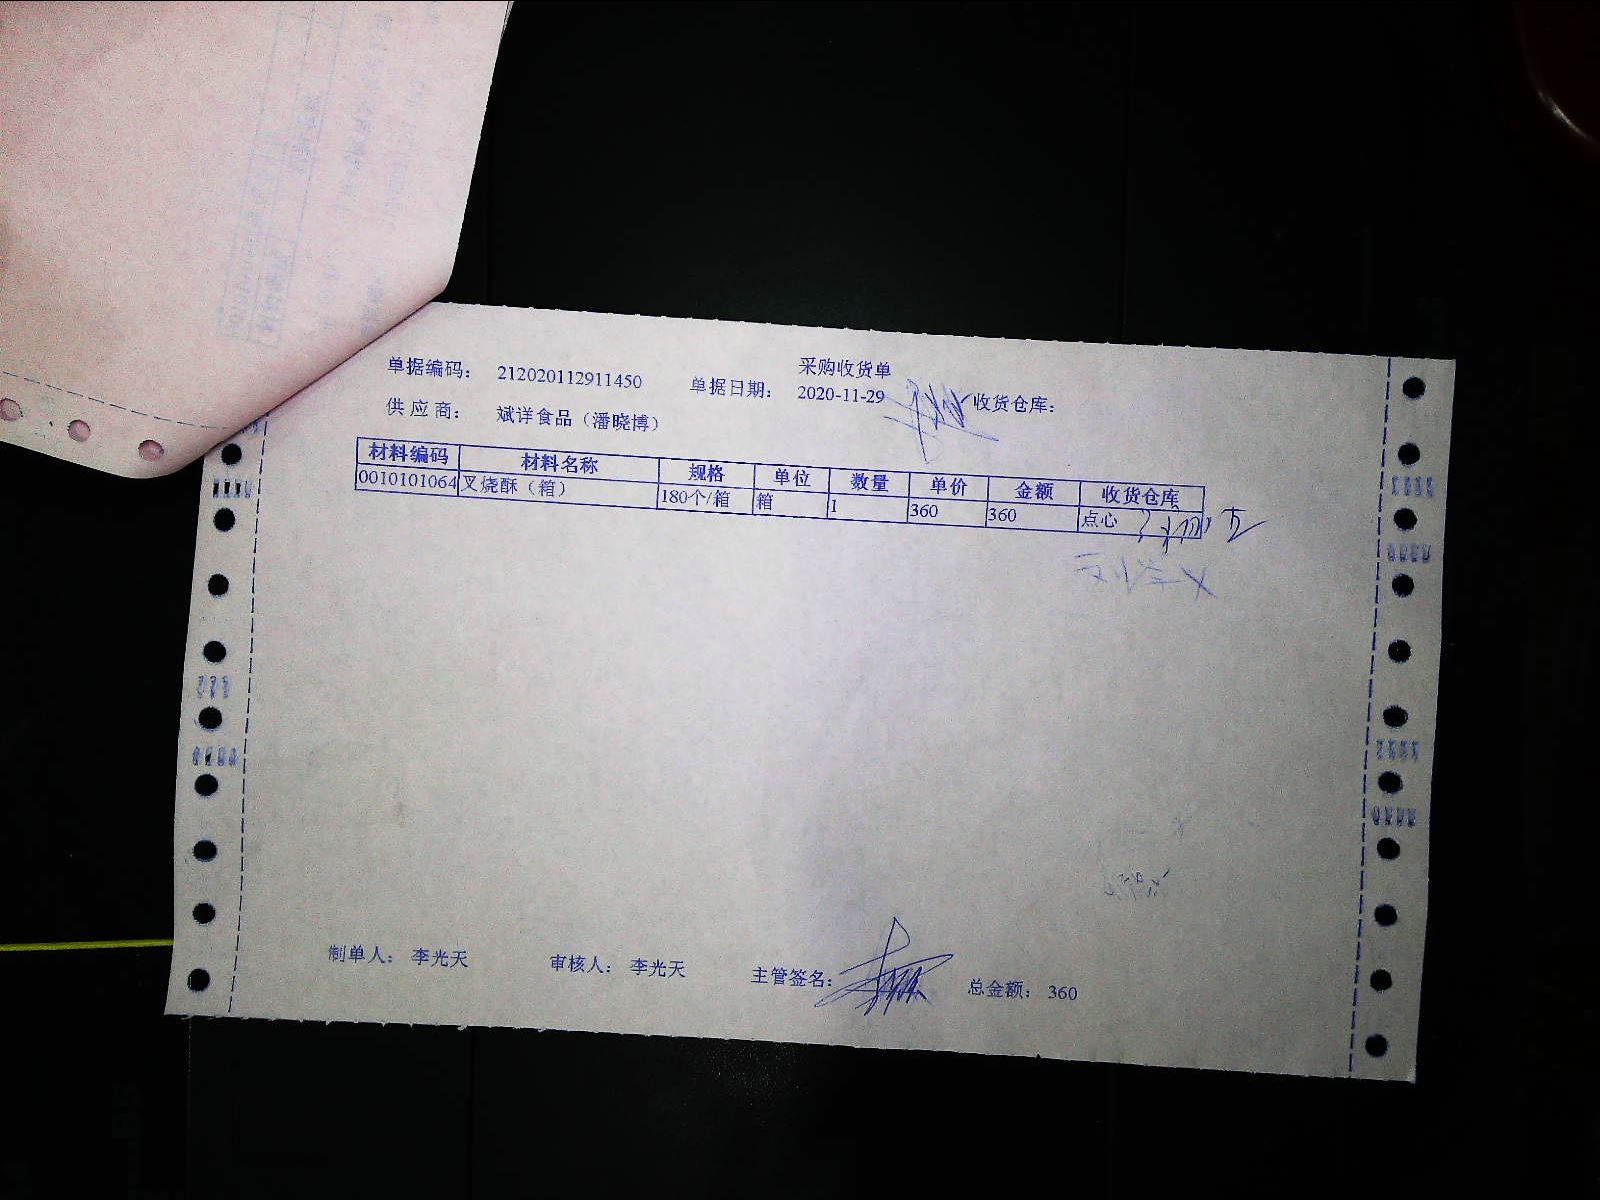 采购收货单
单据编码: 212020112911450 单据日期: 2020-11-29 收货仓库:
供应商: 斌详食品（潘晓博）
材料编码 材料名称 规格 单位 数量 单价 金额 收货仓库
0010101064 叉烧酥（箱） 180个/箱 箱 1 360 360 点心
制单人: 李光天 审核人: 李光天 主管签名: 总金额: 360